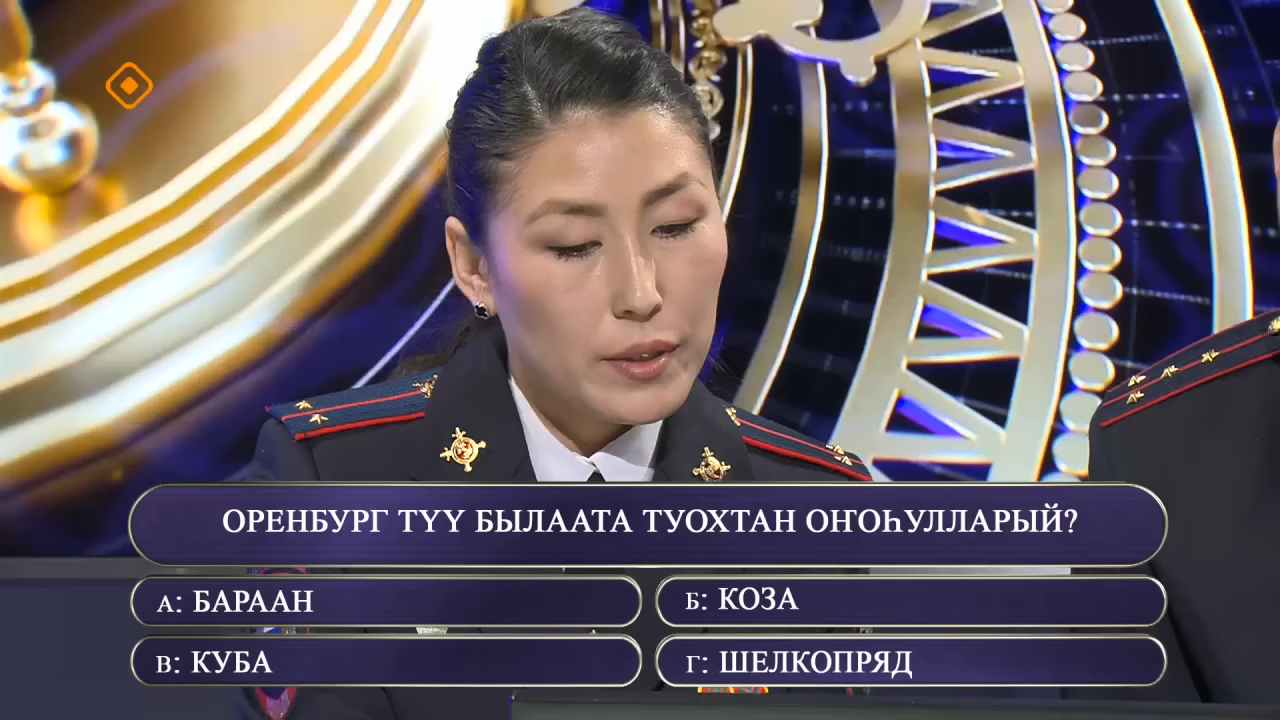 ОРЕНБУРГ ТҮҮ БЫЛААТА ТУОХТАН ОҤОҺУЛЛАРЫЙ?
А: БАРААН
Б: КОЗА
В: КУБА
Г: ШЕЛКОПРЯД